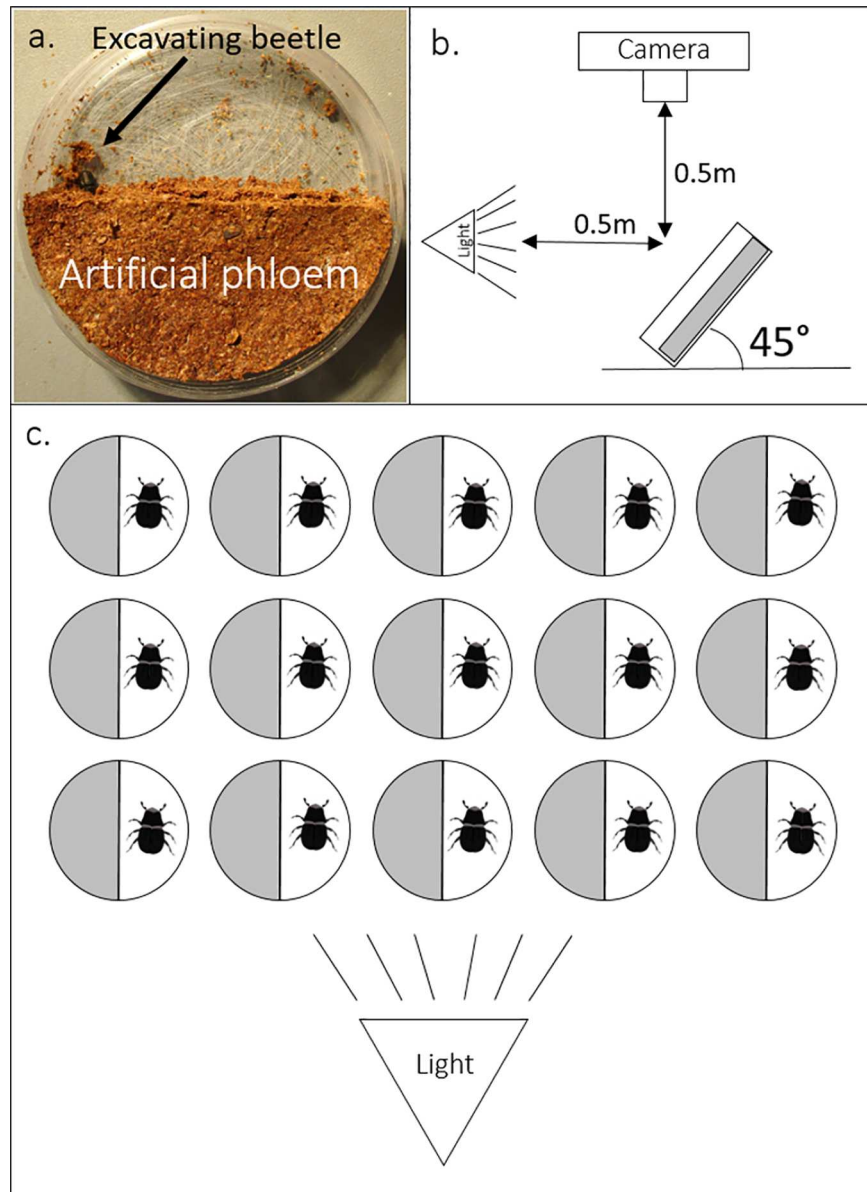 a.
Excavating beetle
Artificial phloem
b.
Camera
0.5m
Light
0.5m
45°
c.
Light